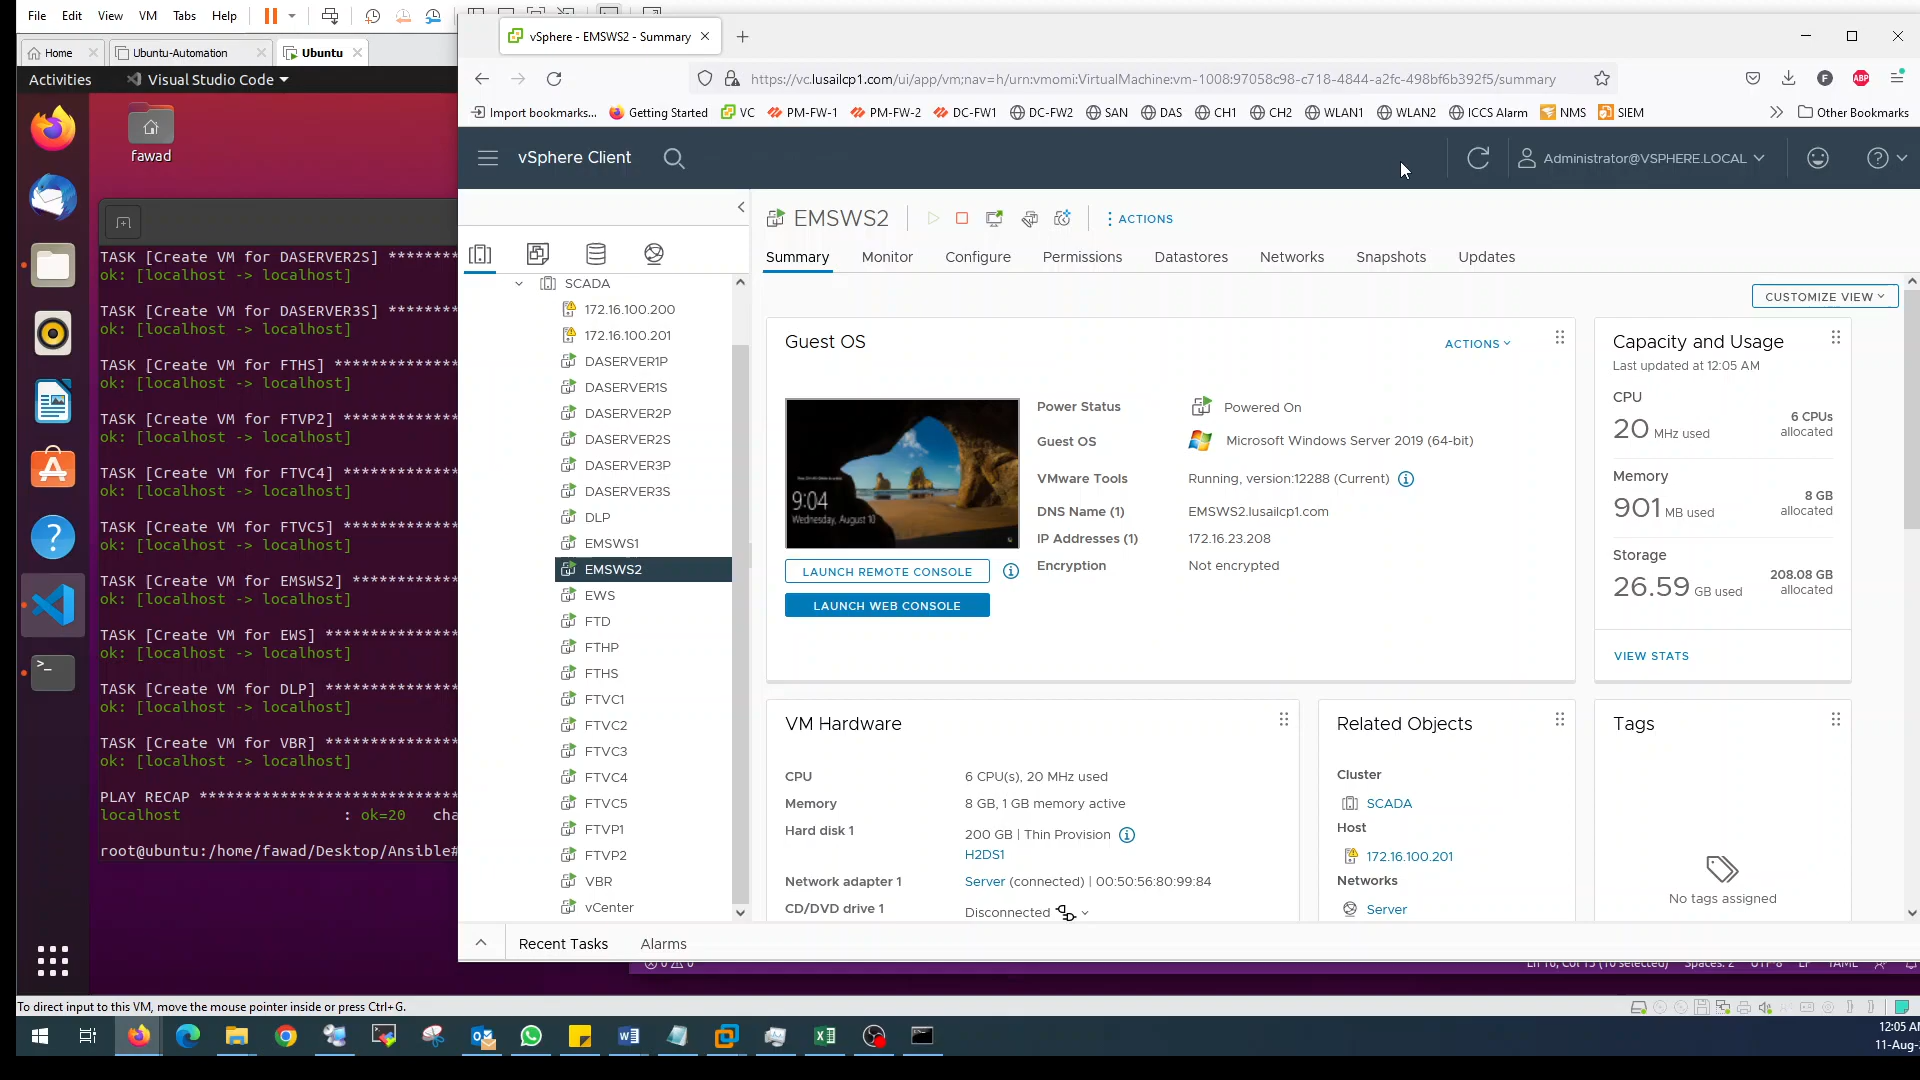 File Edit View VM Tabs Help
Home
Ubuntu-Automation
Ubuntu
Activities
Visual Studio Code
fawad
TASK [Create VM for DASERVER2S] ********
ok: [localhost -> localhost]
TASK [Create VM for DASERVER3S] ********
ok: [localhost -> localhost]
TASK [Create VM for FTHS] **************
ok: [localhost -> localhost]
TASK [Create VM for FTVP2] *************
ok: [localhost -> localhost]
TASK [Create VM for FTVC4] *************
ok: [localhost -> localhost]
TASK [Create VM for FTVC5] *************
ok: [localhost -> localhost]
TASK [Create VM for EMSWS2] ************
ok: [localhost -> localhost]
TASK [Create VM for EWS] ***************
ok: [localhost -> localhost]
TASK [Create VM for DLP] ***************
ok: [localhost -> localhost]
TASK [Create VM for VBR] ***************
ok: [localhost -> localhost]
PLAY RECAP *****************************
localhost : ok=20 cha
root@ubuntu:/home/fawad/Desktop/Ansible#
vSphere - EMSWS2 - Summary
https://vc.lusailcp1.com/ui/app/vm;nav=h/urn:vmomi:VirtualMachine:vm-1008:97058c98-c718-4844-a2fc-498bf6b392f5/summary
F
ABP
Import bookmarks... Getting Started VC PM-FW-1 PM-FW-2 DC-FW1 DC-FW2 SAN DAS CH1 CH2 WLAN1 WLAN2 ICCS Alarm NMS SIEM Other Bookmarks
vSphere Client
Administrator@VSPHERE.LOCAL
SCADA
172.16.100.200
172.16.100.201
DASERVER1P
DASERVER1S
DASERVER2P
DASERVER2S
DASERVER3P
DASERVER3S
DLP
EMSWS1
EMSWS2
EWS
FTD
FTHP
FTHS
FTVC1
FTVC2
FTVC3
FTVC4
FTVC5
FTVP1
FTVP2
VBR
vCenter
EMSWS2
ACTIONS
Summary Monitor Configure Permissions Datastores Networks Snapshots Updates
CUSTOMIZE VIEW
Guest OS
ACTIONS
9:04
Wednesday, August 10
LAUNCH REMOTE CONSOLE
LAUNCH WEB CONSOLE
Power Status Powered On
Guest OS Microsoft Windows Server 2019 (64-bit)
VMware Tools Running, version:12288 (Current)
DNS Name (1) EMSWS2.lusailcp1.com
IP Addresses (1) 172.16.23.208
Encryption Not encrypted
Capacity and Usage
Last updated at 12:05 AM
CPU
20 MHz used
6 CPUs
allocated
Memory
901 MB used
8 GB
allocated
Storage
26.59 GB used
208.08 GB
allocated
VIEW STATS
VM Hardware
CPU 6 CPU(s), 20 MHz used
Memory 8 GB, 1 GB memory active
Hard disk 1 200 GB | Thin Provision
H2DS1
Network adapter 1 Server (connected) | 00:50:56:80:99:84
CD/DVD drive 1 Disconnected
Related Objects
Cluster
SCADA
Host
172.16.100.201
Networks
Server
Tags
No tags assigned
Recent Tasks Alarms
To direct input to this VM, move the mouse pointer inside or press Ctrl+G.
12:05 AM
11-Aug-